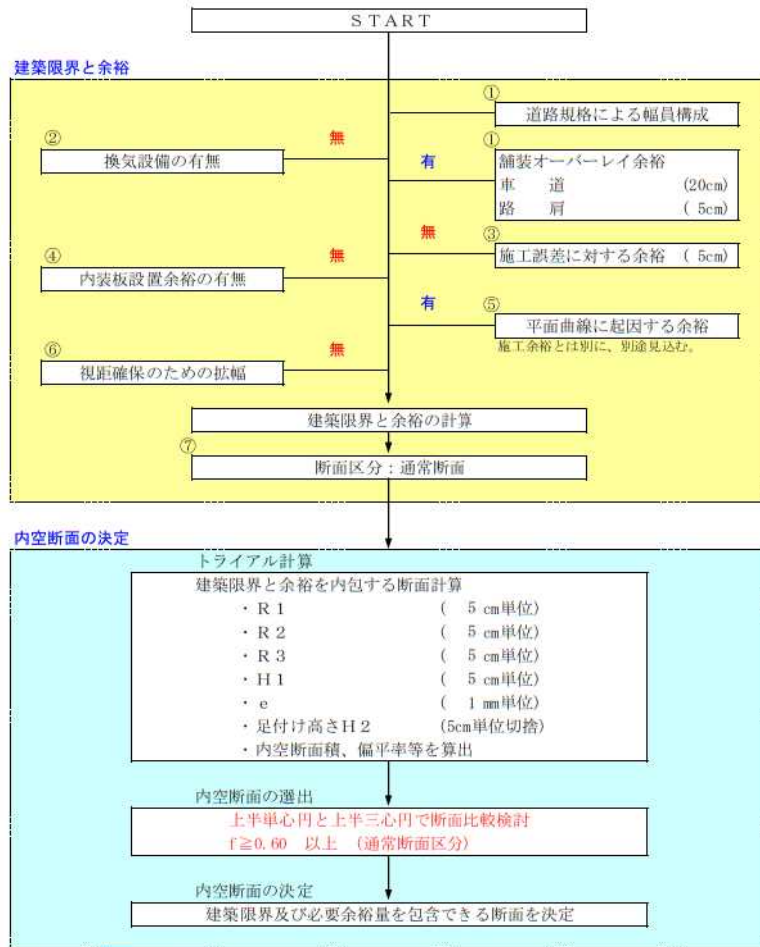 ＳＴＡＲＴ
建築限界と余裕
①
道路規格による幅員構成
②
無
換気設備の有無
①
有
舗装オーバーレイ余裕
車　道　(20cm)
路　肩　( 5cm)
④
無
内装板設置余裕の有無
無
③
施工誤差に対する余裕　( 5cm)
有
⑤
平面曲線に起因する余裕
施工余裕とは別に、別途見込む。
⑥
無
視距確保のための拡幅
建築限界と余裕の計算
⑦
断面区分：通常断面
内空断面の決定
トライアル計算
建築限界と余裕を内包する断面計算
・Ｒ１　(　5 cm単位)
・Ｒ２　(　5 cm単位)
・Ｒ３　(　5 cm単位)
・Ｈ１　(　5 cm単位)
・ｅ　(　1 mm単位)
・足付け高さＨ２　(5cm単位切捨)
・内空断面積、偏平率等を算出
内空断面の選出
上半単心円と上半三心円で断面比較検討
f≧0.60　以上　(通常断面区分)
内空断面の決定
建築限界及び必要余裕量を包含できる断面を決定